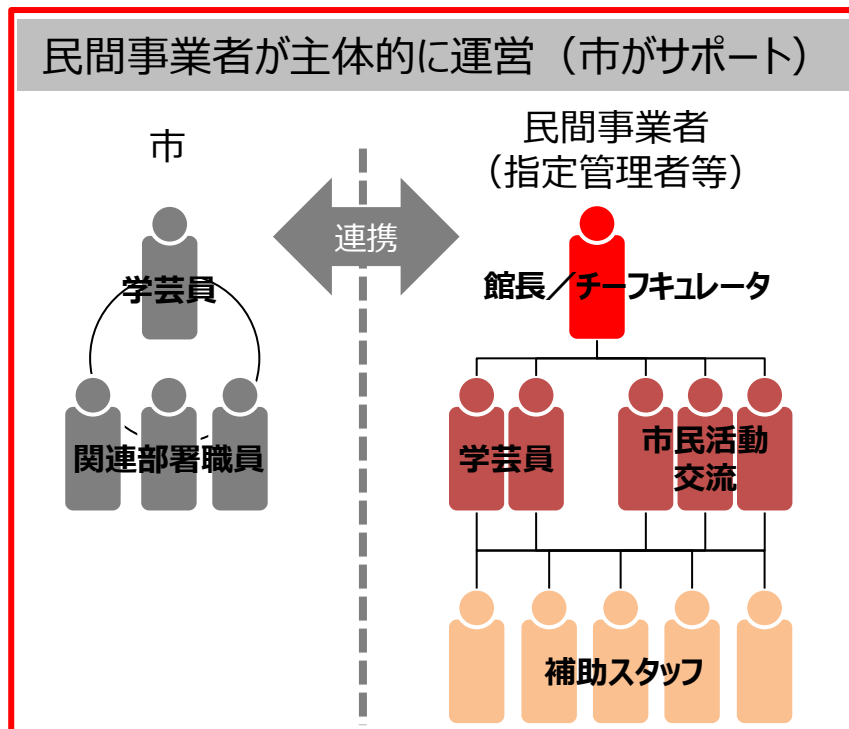 民間事業者が主体的に運営（市がサポート）
市
民間事業者
（指定管理者等）
連携
学芸員
館長／チーフキュレータ
関連部署職員
学芸員
市民活動
交流
補助スタッフ